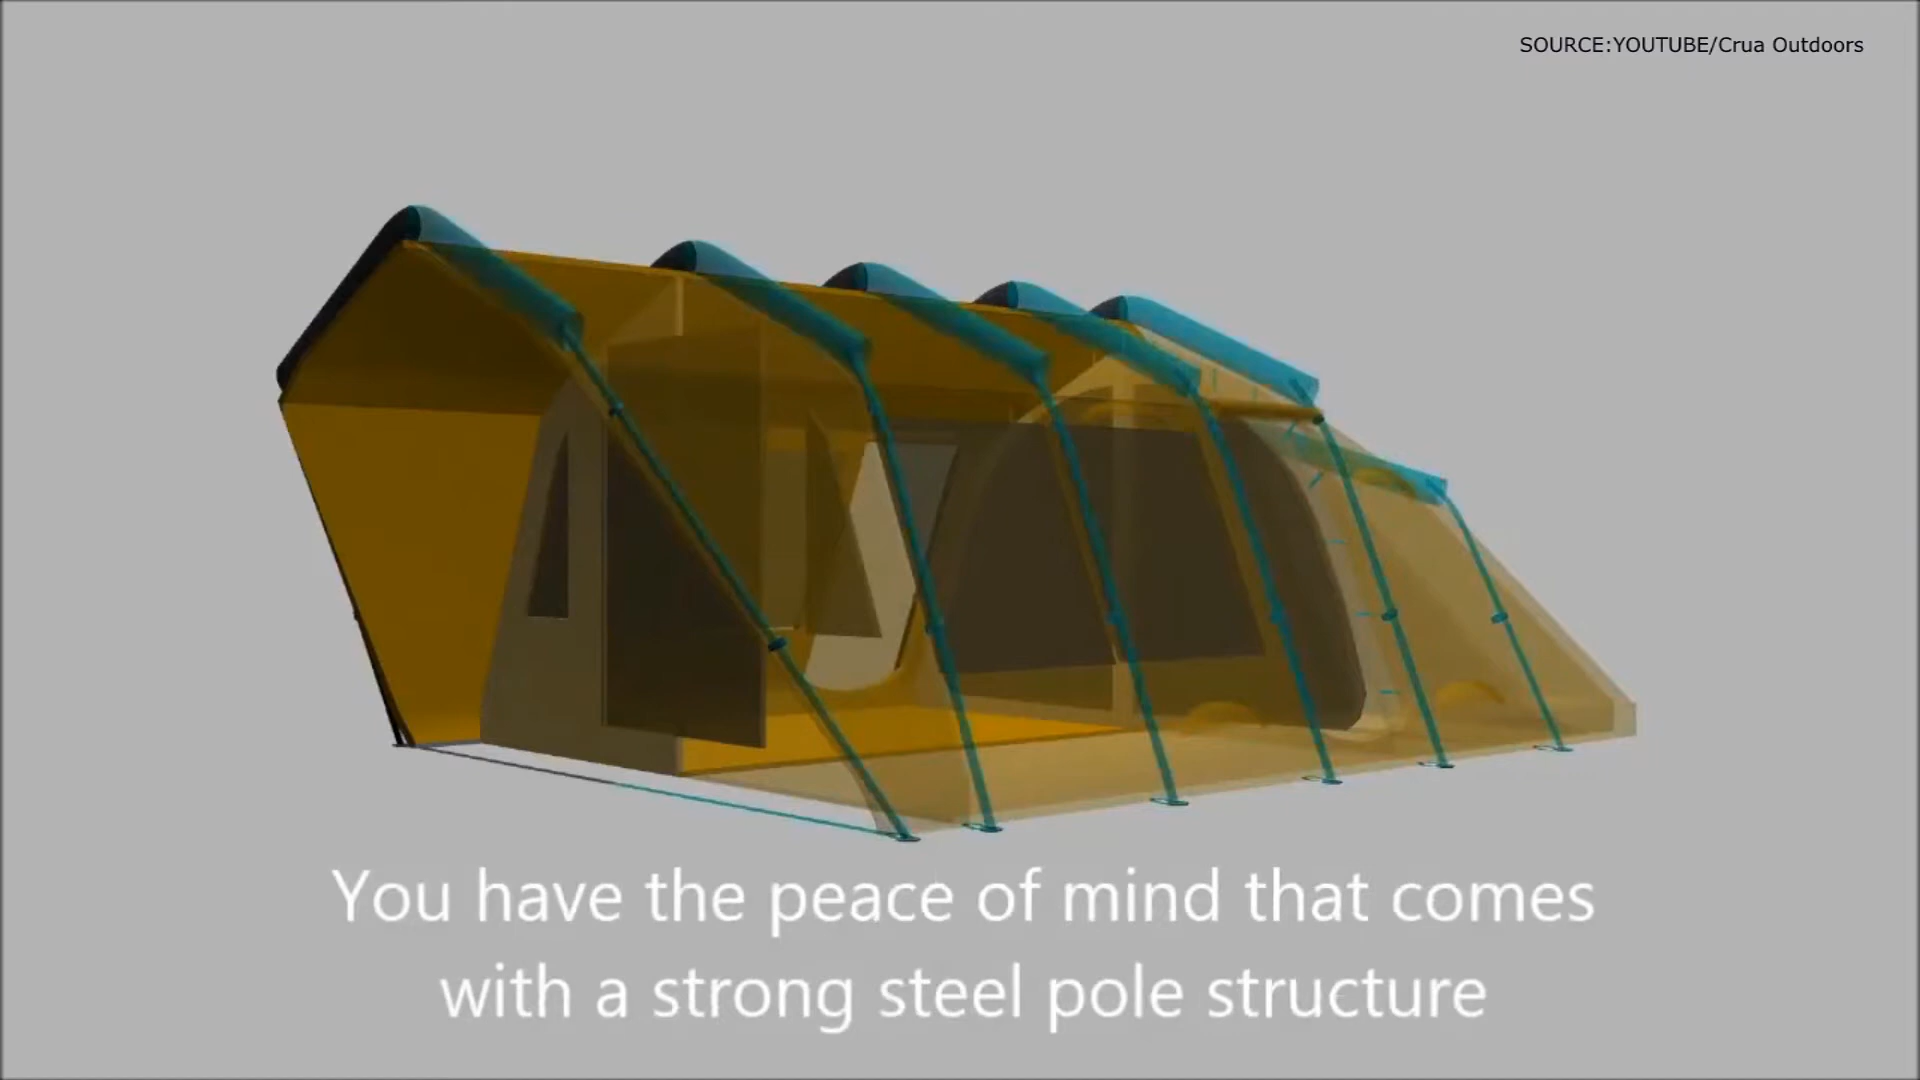 SOURCE:YOUTUBE/Crua Outdoors
You have the peace of mind that comes
with a strong steel pole structure